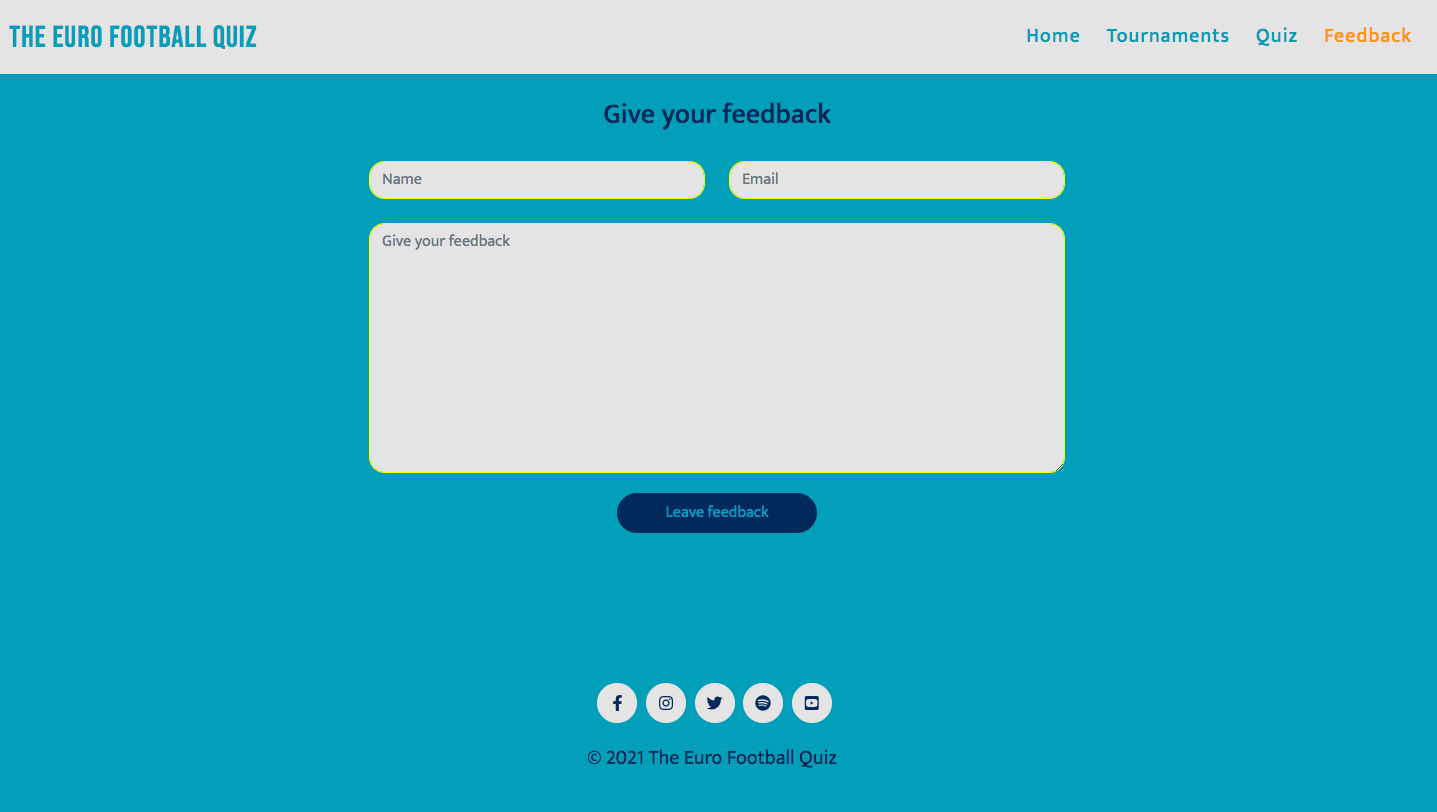 THE EURO FOOTBALL QUIZ
Home Tournaments Quiz Feedback
Give your feedback
Name Email
Give your feedback
Leave feedback
© 2021 The Euro Football Quiz